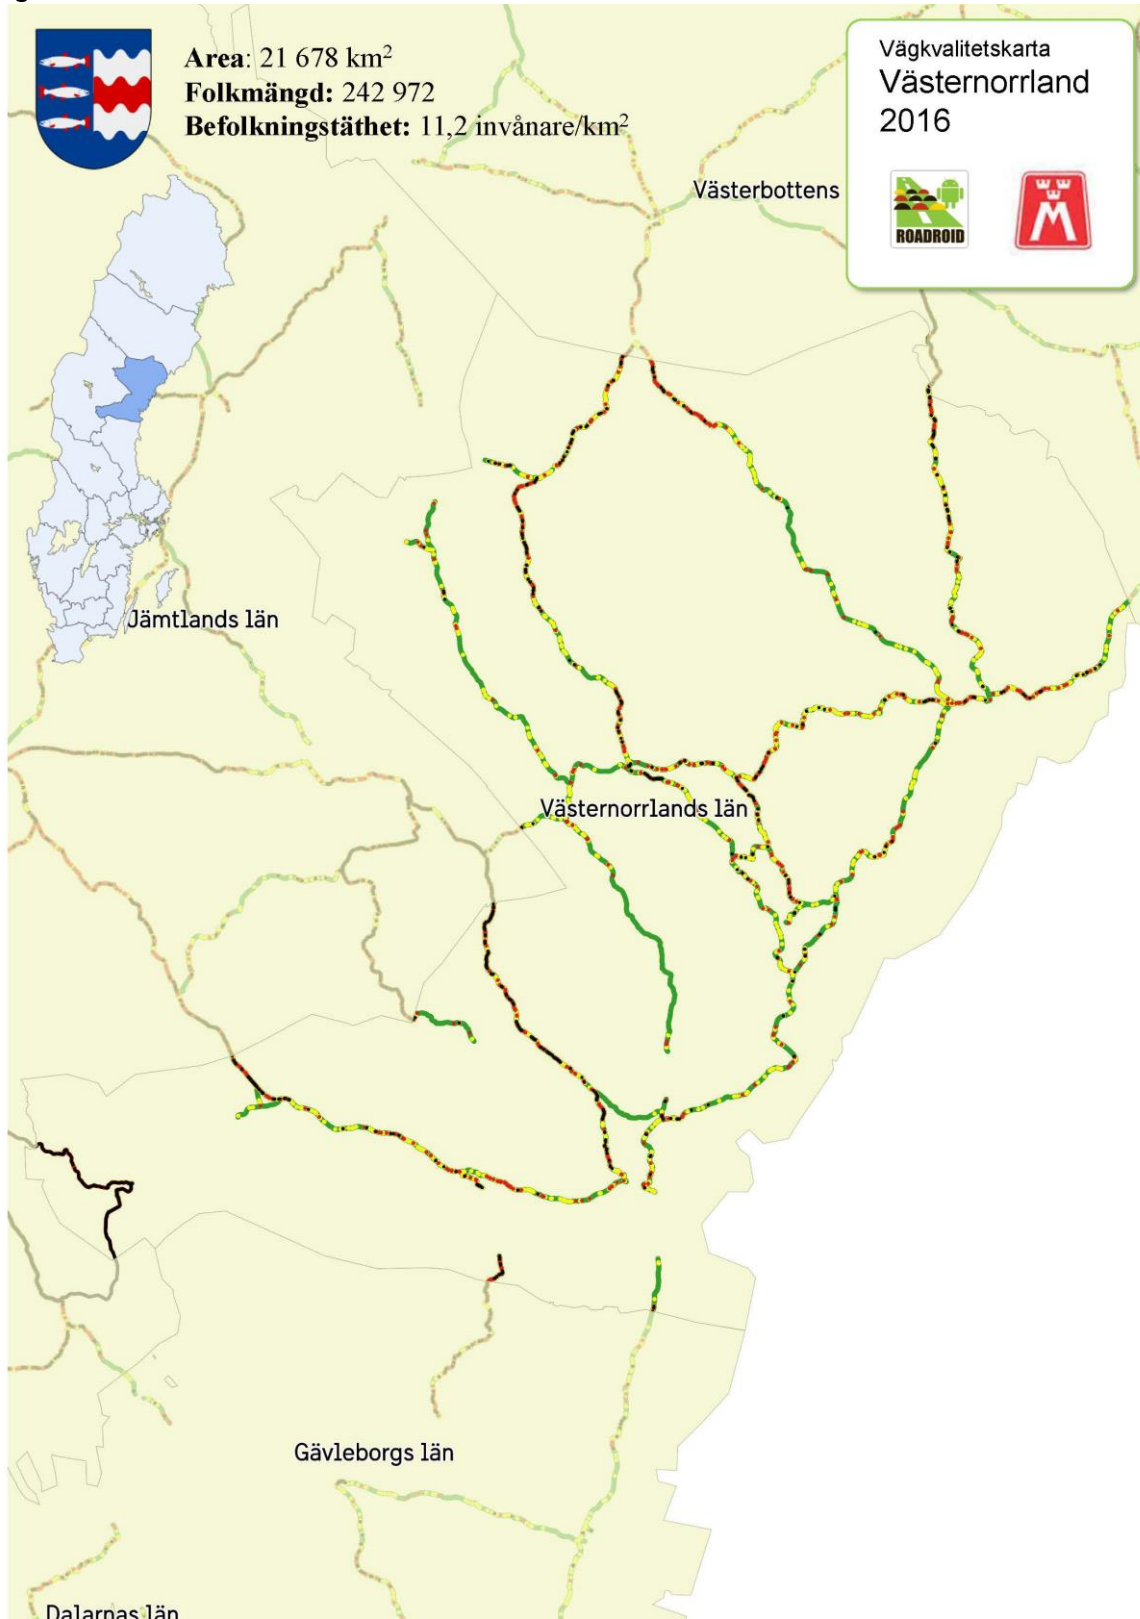 Area: 21 678 km²
Folkmängd: 242 972
Befolkningstäthet: 11,2 invånare/km²
Vägkvalitetskarta
Västernorrland
2016
ROADROID
M
Västerbottens
Jämtlands län
Västernorrlands län
Gävleborgs län
Dalarnas län